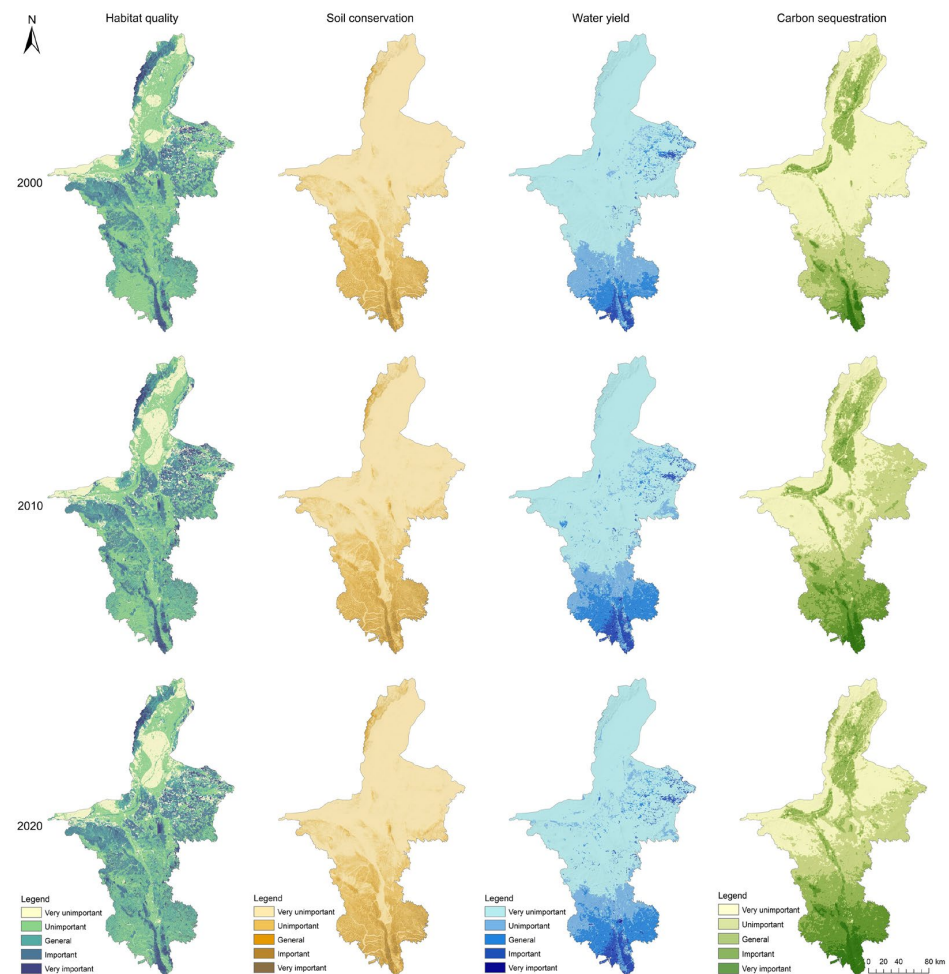 N
Habitat quality
Soil conservation
Water yield
Carbon sequestration
2000
2010
2020
Legend
Very unimportant
Unimportant
General
Important
Very important
Legend
Very unimportant
Unimportant
General
Important
Very important
Legend
Very unimportant
Unimportant
General
Important
Very important
Legend
Very unimportant
Unimportant
General
Important
Very important
0 20 40 80 km